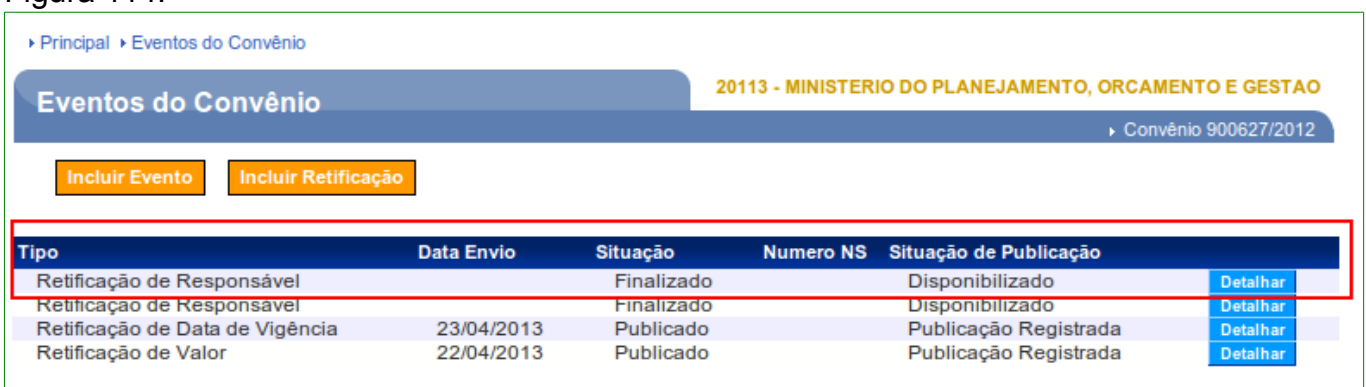 Principal Eventos do Convênio
Eventos do Convênio
20113 - MINISTERIO DO PLANEJAMENTO, ORCAMENTO E GESTAO
Convênio 900627/2012
Incluir Evento Incluir Retificação
Tipo Data Envio Situação Numero NS Situação de Publicação
Retificação de Responsável Finalizado Disponibilizado Detalhar
Retificação de Responsável Finalizado Disponibilizado Detalhar
Retificação de Data de Vigência 23/04/2013 Publicado Publicação Registrada Detalhar
Retificação de Valor 22/04/2013 Publicado Publicação Registrada Detalhar